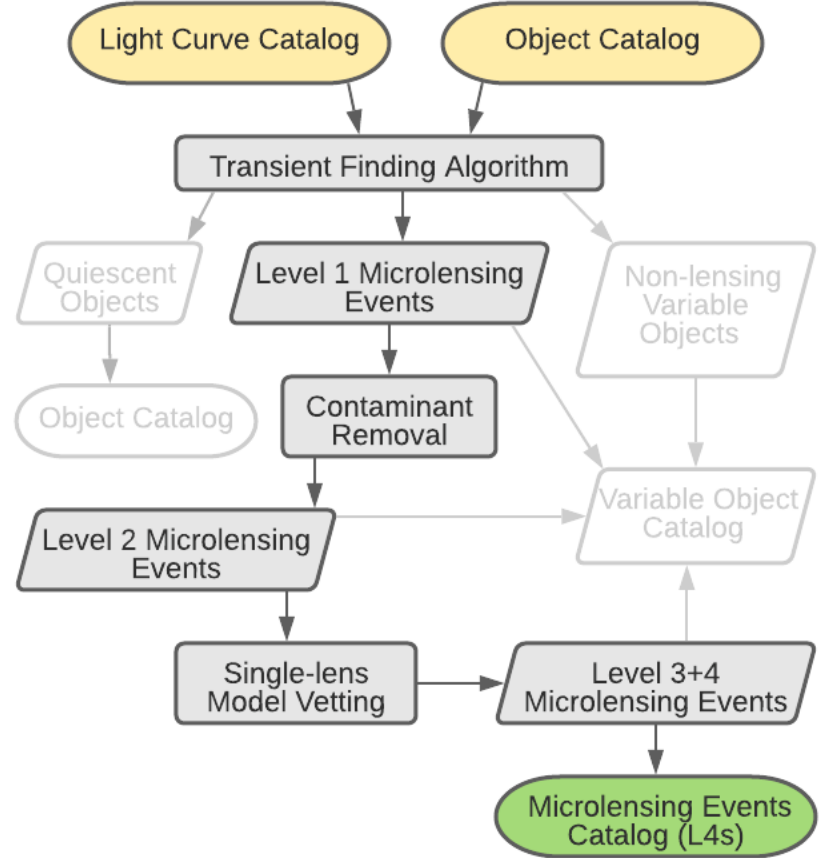 Light Curve Catalog
Object Catalog
Transient Finding Algorithm
Quiescent
Objects
Level 1 Microlensing
Events
Non-lensing
Variable
Objects
Object Catalog
Contaminant
Removal
Variable Object
Catalog
Level 2 Microlensing
Events
Single-lens
Model Vetting
Level 3+4
Microlensing Events
Microlensing Events
Catalog (L4s)